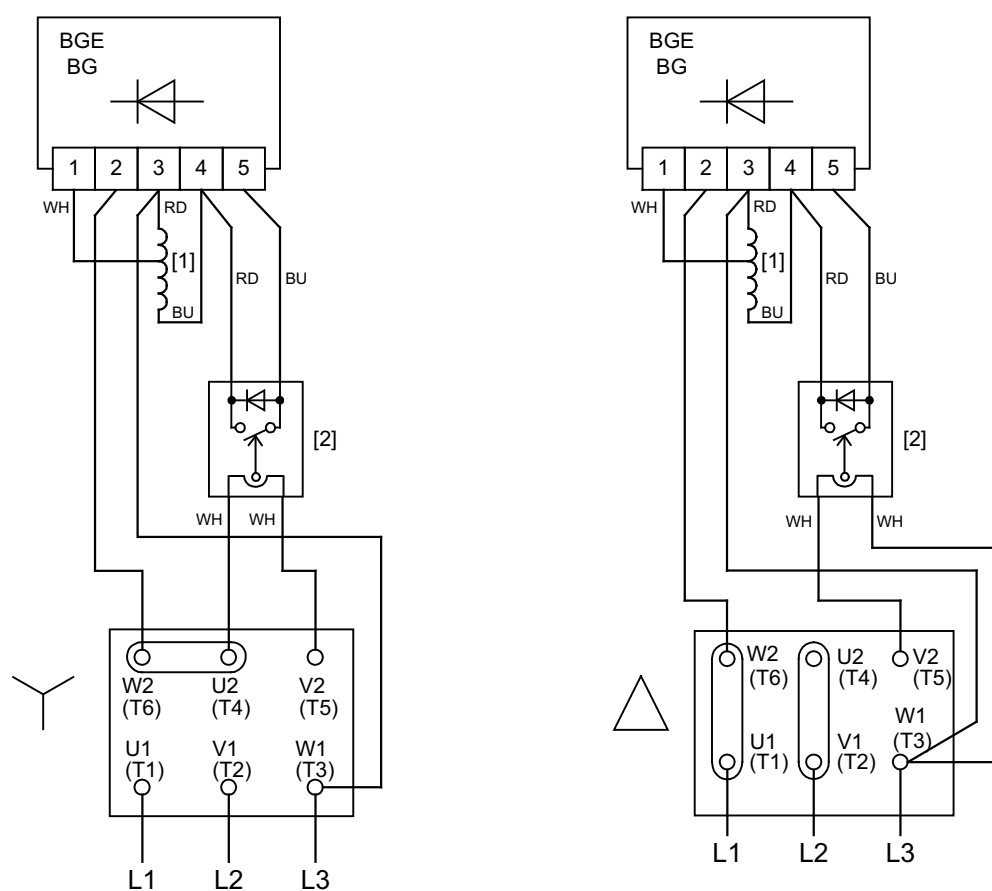 BGE
BG
1 2 3 4 5
WH
RD
[1]
BU
RD
BU
[2]
WH WH
W2 U2 V2
(T6) (T4) (T5)
U1 V1 W1
(T1) (T2) (T3)
L1 L2 L3
BGE
BG
1 2 3 4 5
WH
RD
[1]
BU
RD
BU
[2]
WH WH
W2 U2 V2
(T6) (T4) (T5)
U1 V1 W1
(T1) (T2) (T3)
L1 L2 L3